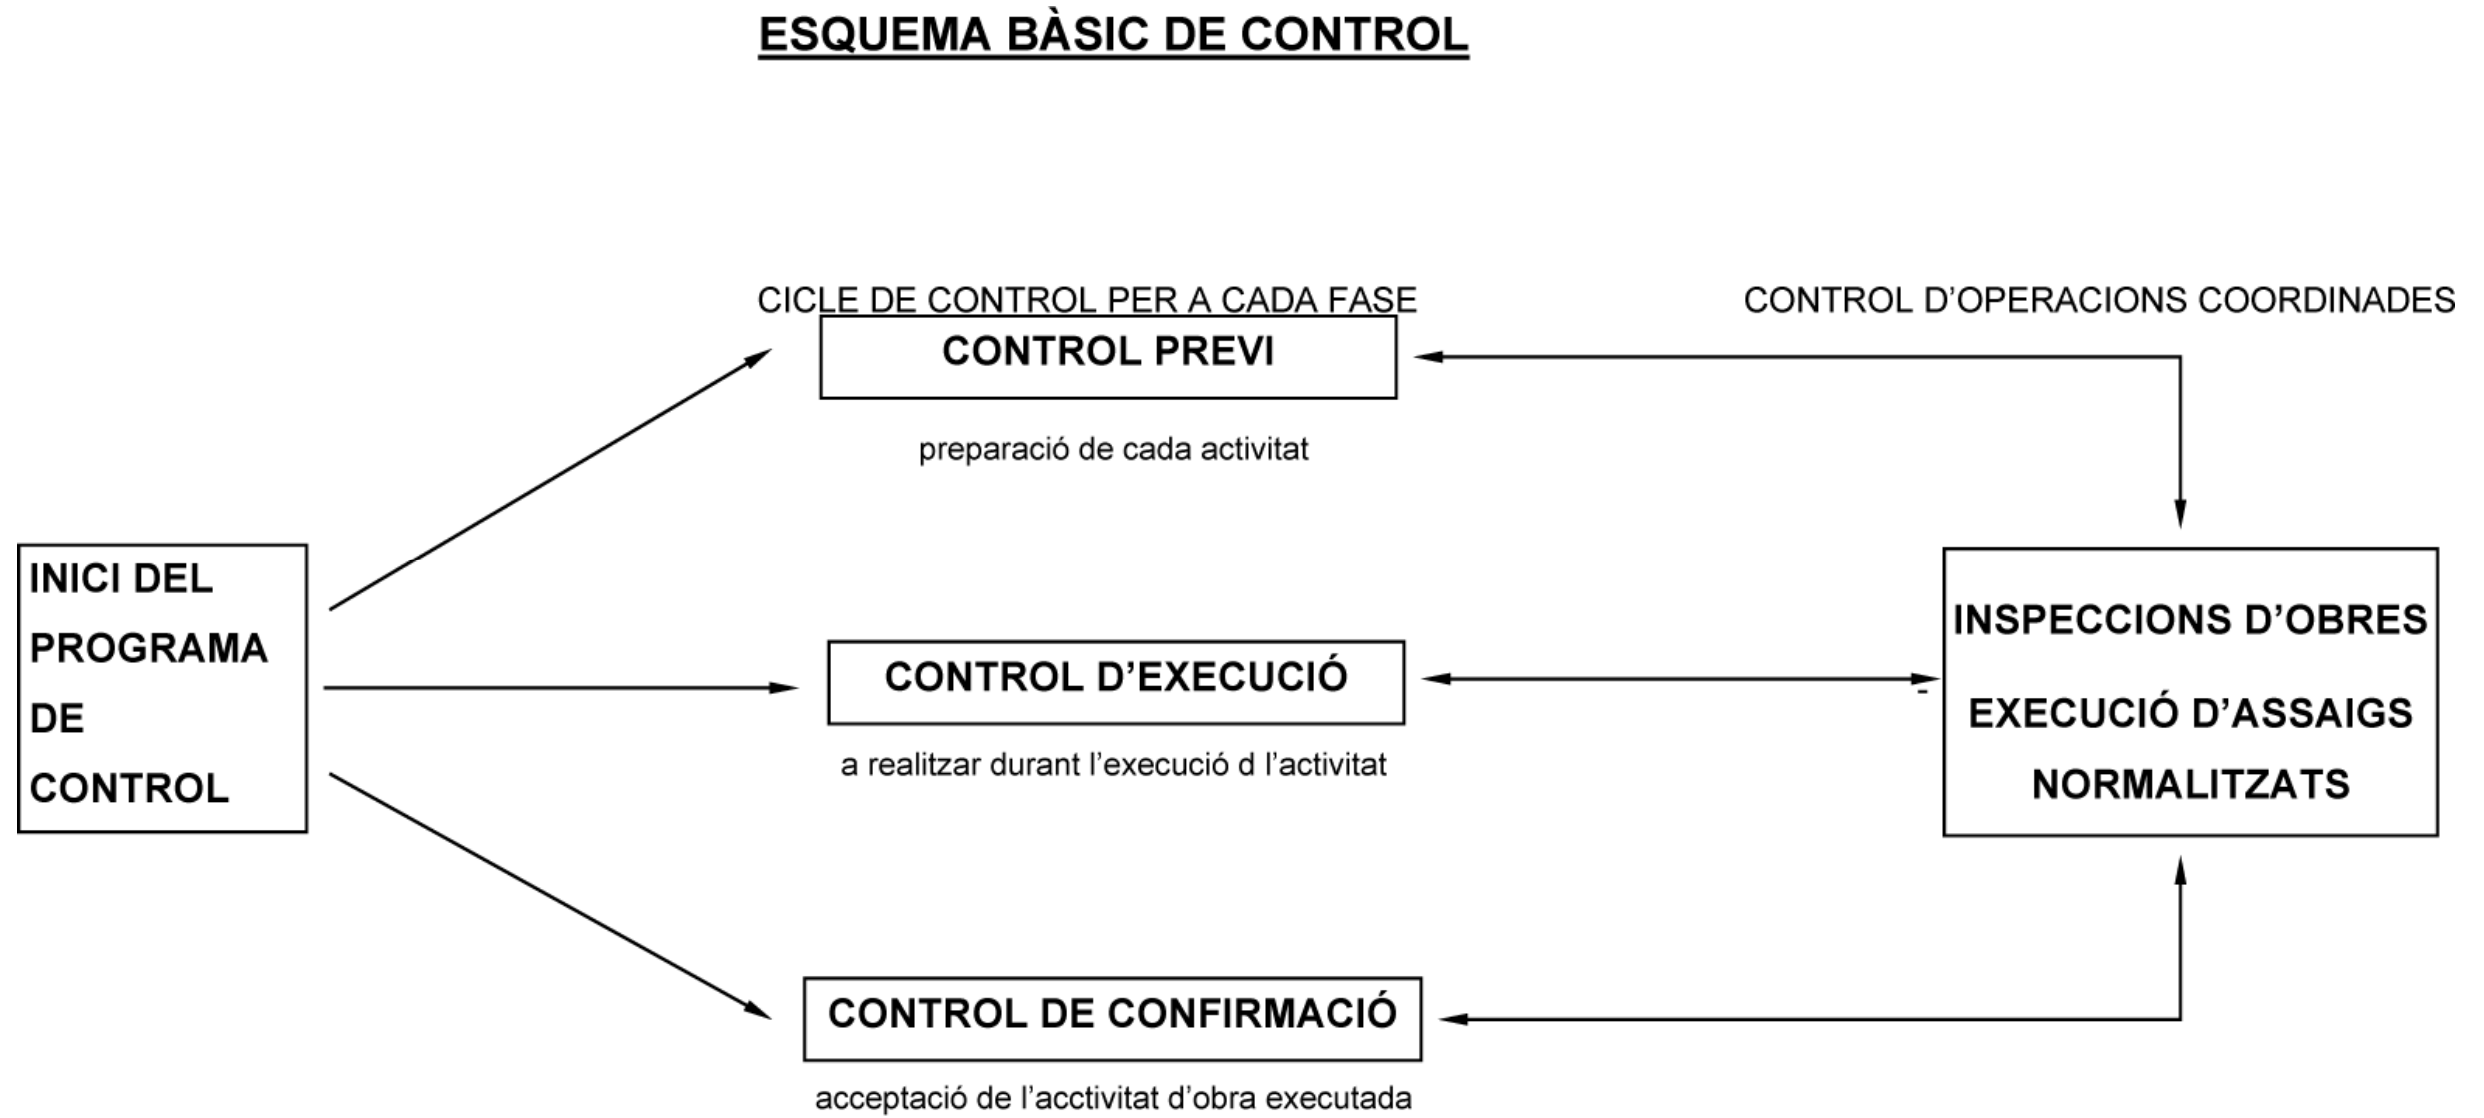 ESQUEMA BÀSIC DE CONTROL
CICLE DE CONTROL PER A CADA FASE
CONTROL D’OPERACIONS COORDINADES
CONTROL PREVI
preparació de cada activitat
INICI DEL
PROGRAMA
DE
CONTROL
CONTROL D’EXECUCIÓ
a realitzar durant l’execució d l’activitat
-
INSPECCIONS D’OBRES
EXECUCIÓ D’ASSAIGS
NORMALITZATS
CONTROL DE CONFIRMACIÓ
acceptació de l’acctivitat d’obra executada